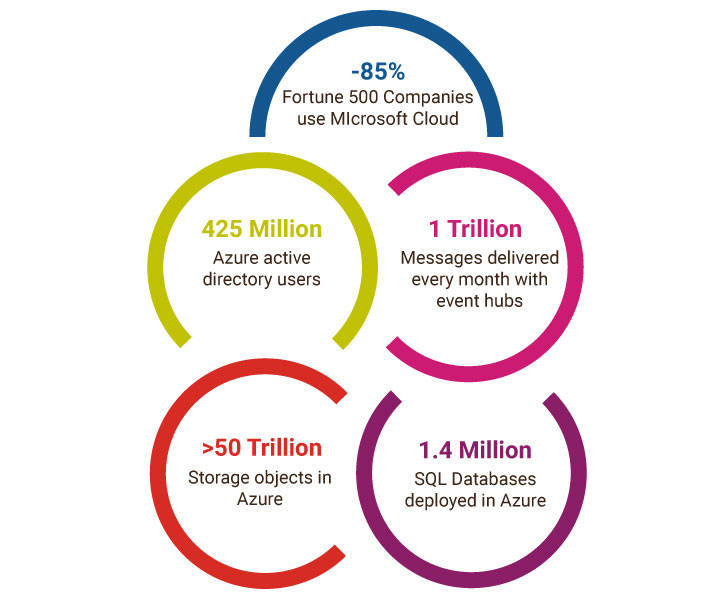 -85%
Fortune 500 Companies
use MIcrosoft Cloud
425 Million
Azure active
directory users
1 Trillion
Messages delivered
every month with
event hubs
>50 Trillion
Storage objects in
Azure
1.4 Million
SQL Databases
deployed in Azure